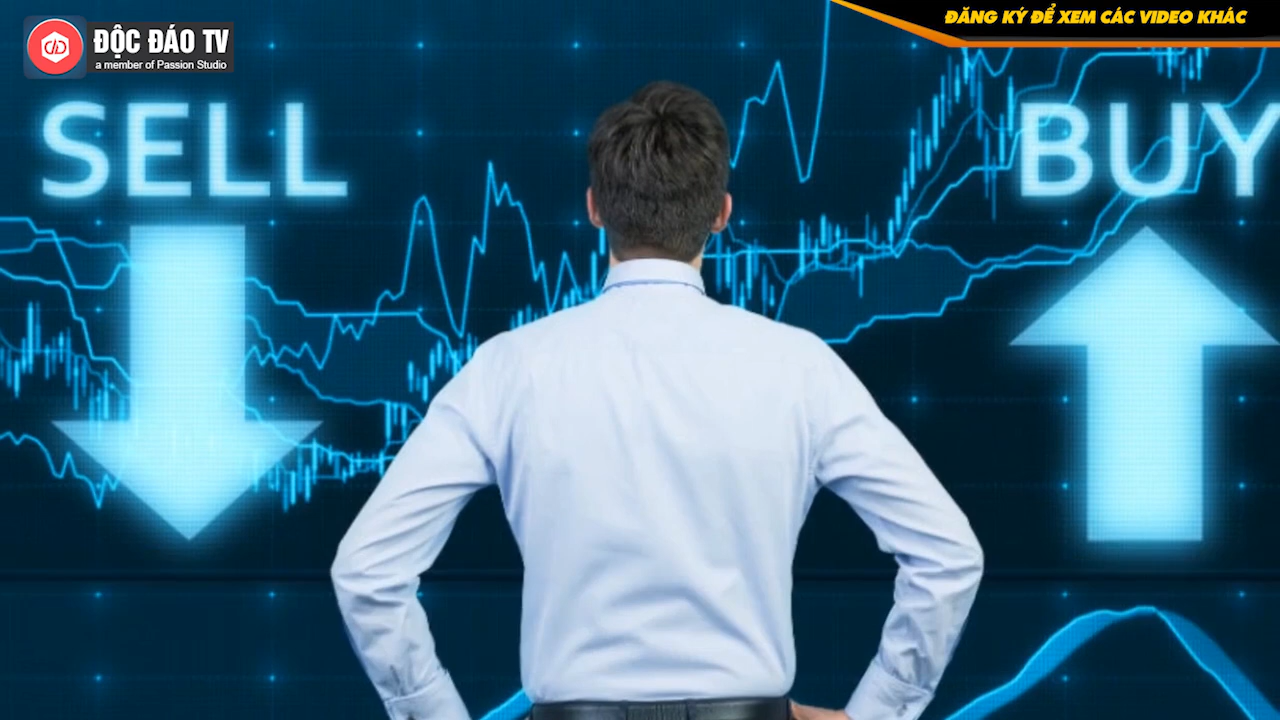 ĐỘC ĐÁO TV
a member of Passion Studio
ĐĂNG KÝ ĐỂ XEM CÁC VIDEO KHÁC
SELL
BUY